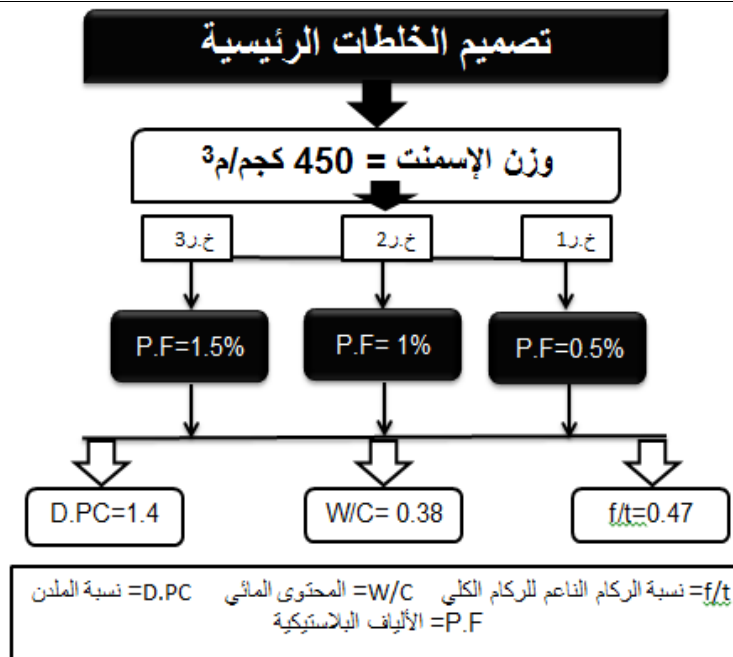 تصميم الخلطات الرئيسية
وزن الإسمنت = 450 كجم/م³
خ.ر1
خ.ر2
خ.ر3
P.F=0.5%
P.F= 1%
P.F=1.5%
f/t=0.47
W/C= 0.38
D.PC=1.4
f/t= نسبة الركام الناعم للركام الكلي W/C= المحتوى المائي D.PC= نسبة الملدن
P.F= الألياف البلاستيكية